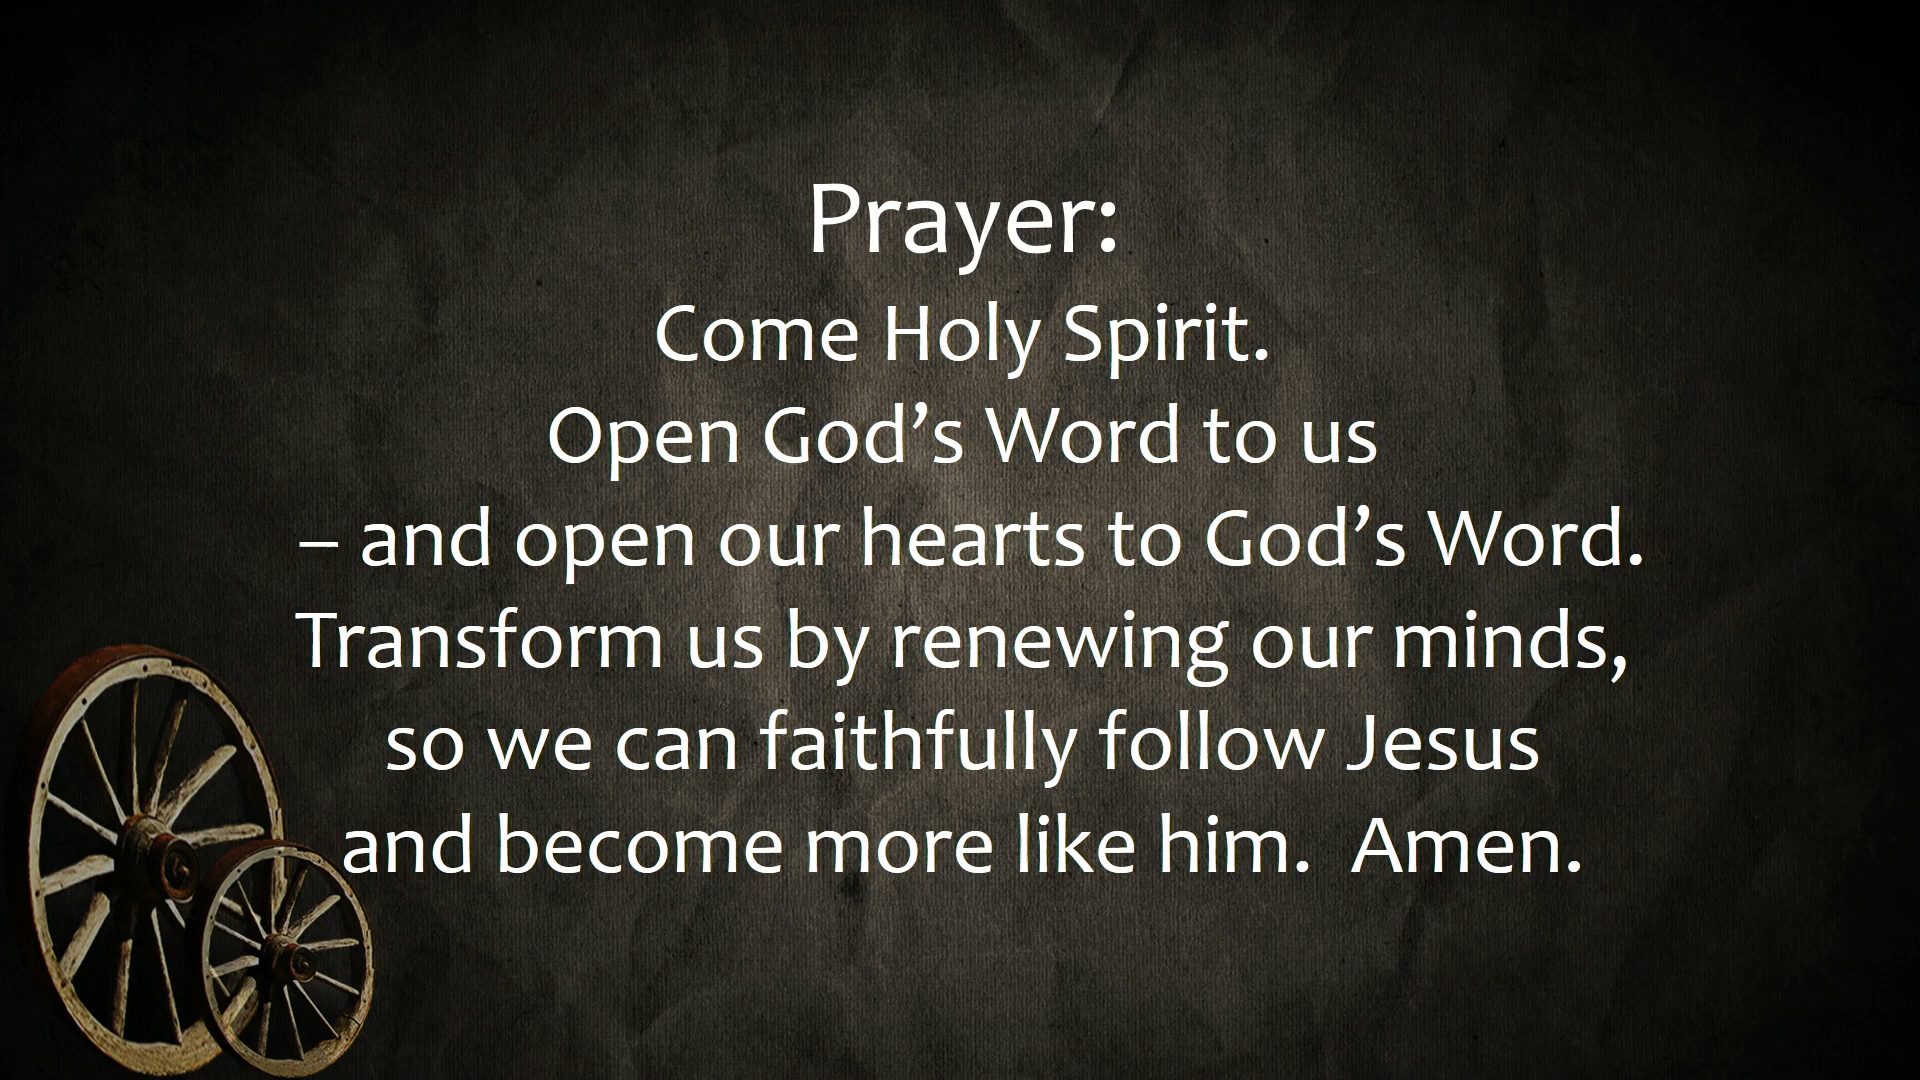 Prayer:
Come Holy Spirit.
Open God’s Word to us
– and open our hearts to God’s Word.
Transform us by renewing our minds,
so we can faithfully follow Jesus
and become more like him.  Amen.